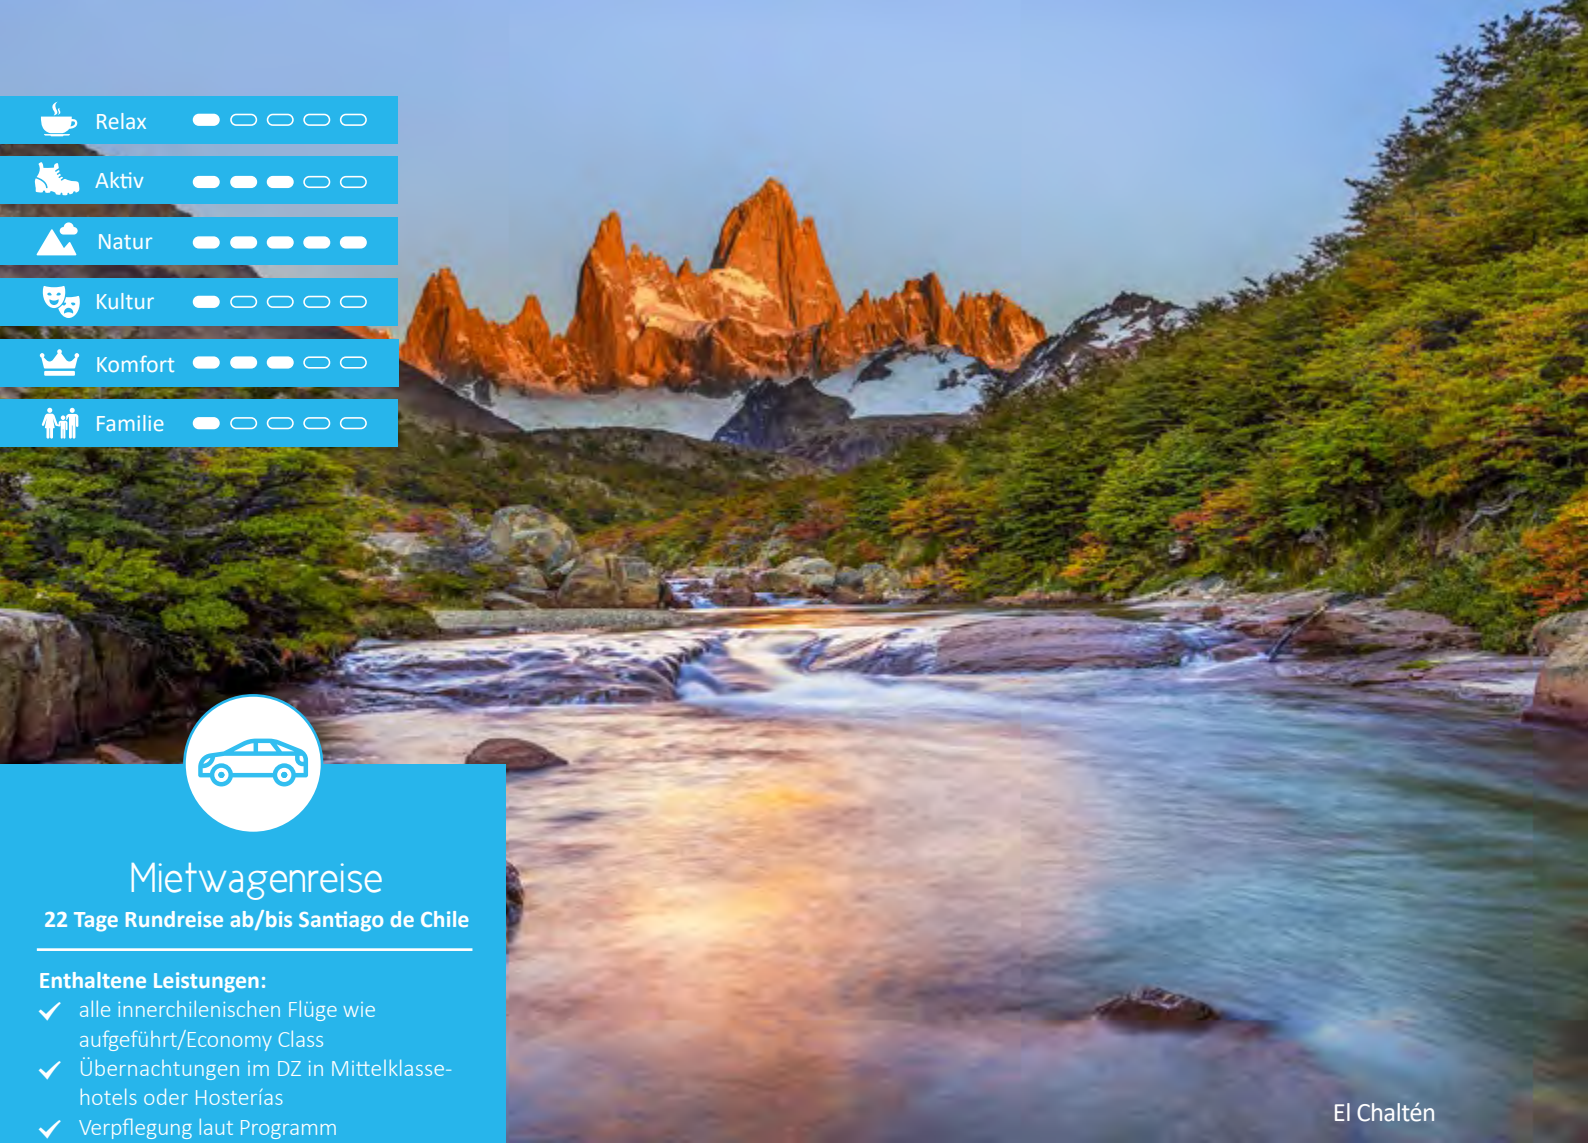 Relax
Aktiv
Natur
Kultur
Komfort
Familie
Mietwagenreise
22 Tage Rundreise ab/bis Santiago de Chile
Enthaltene Leistungen:
alle innerchilenischen Flüge wie
aufgeführt/Economy Class
Übernachtungen im DZ in Mittelklasse-
hotels oder Hosterías
Verpflegung laut Programm
El Chaltén